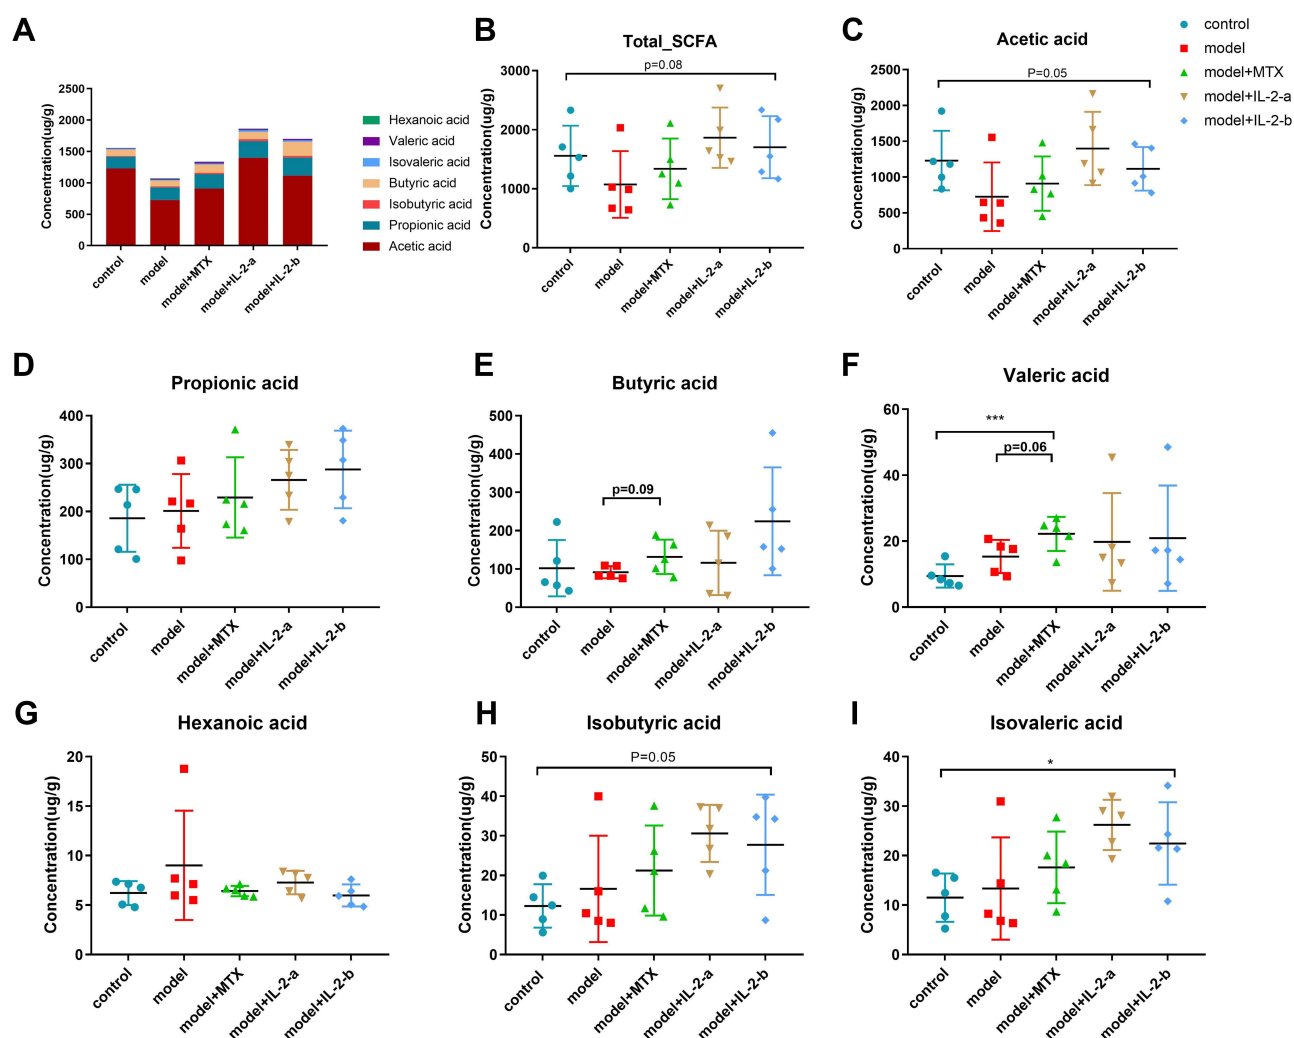 A
Concentration(ug/g)
2500
2000
1500
1000
500
0
control
model
model+MTX
model+IL-2-a
model+IL-2-b
Hexanoic acid
Valeric acid
Isovaleric acid
Butyric acid
Isobutyric acid
Propionic acid
Acetic acid
B
Total_SCFA
p=0.08
Concentration(ug/g)
3000
2000
1000
0
control
model
model+MTX
model+IL-2-a
model+IL-2-b
C
Acetic acid
P=0.05
Concentration(ug/g)
2500
2000
1500
1000
500
0
control
model
model+MTX
model+IL-2-a
model+IL-2-b
control
model
model+MTX
model+IL-2-a
model+IL-2-b
D
Propionic acid
Concentration(ug/g)
400
300
200
100
0
control
model
model+MTX
model+IL-2-a
model+IL-2-b
E
Butyric acid
p=0.09
Concentration(ug/g)
500
400
300
200
100
0
control
model
model+MTX
model+IL-2-a
model+IL-2-b
F
Valeric acid
***
p=0.06
Concentration(ug/g)
60
40
20
0
control
model
model+MTX
model+IL-2-a
model+IL-2-b
G
Hexanoic acid
Concentration(ug/g)
20
15
10
5
0
control
model
model+MTX
model+IL-2-a
model+IL-2-b
H
Isobutyric acid
P=0.05
Concentration(ug/g)
50
40
30
20
10
0
control
model
model+MTX
model+IL-2-a
model+IL-2-b
I
Isovaleric acid
*
Concentration(ug/g)
40
30
20
10
0
control
model
model+MTX
model+IL-2-a
model+IL-2-b